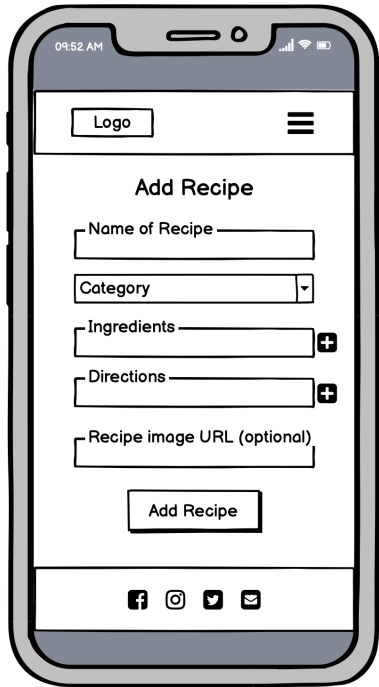 09:52 AM
Logo
Add Recipe
Name of Recipe
Category
Ingredients
Directions
Recipe image URL (optional)
Add Recipe